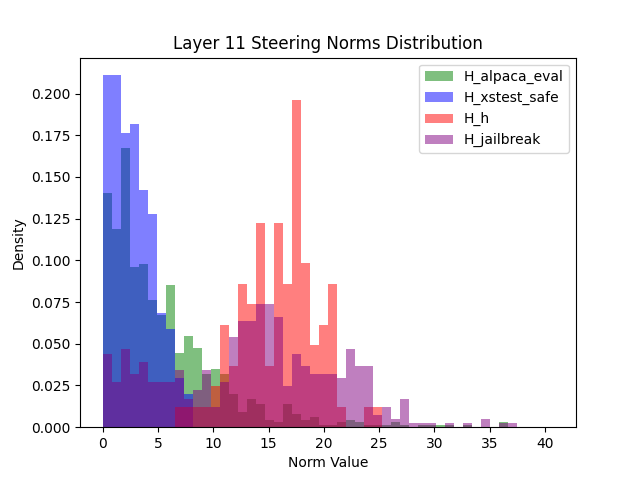 Layer 11 Steering Norms Distribution
H_alpaca_eval
H_xstest_safe
H_h
H_jailbreak
0.200
0.175
0.150
0.125
0.100
0.075
0.050
0.025
0.000
Density
0 5 10 15 20 25 30 35 40
Norm Value